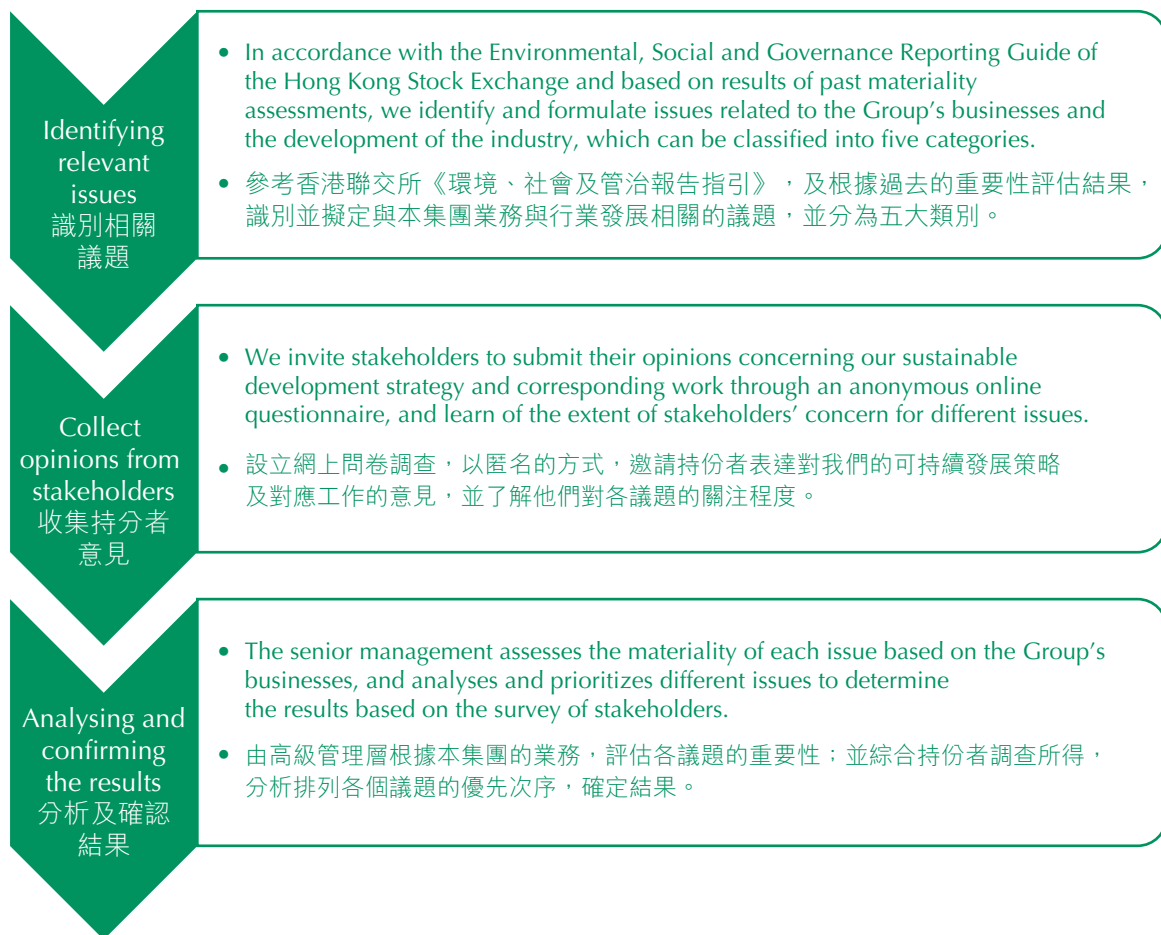 Identifying
relevant
issues
識別相關
議題
• In accordance with the Environmental, Social and Governance Reporting Guide of
the Hong Kong Stock Exchange and based on results of past materiality
assessments, we identify and formulate issues related to the Group’s businesses and
the development of the industry, which can be classified into five categories.
• 參考香港聯交所《環境、社會及管治報告指引》，及根據過去的重要性評估結果，
識別並擬定與本集團業務與行業發展相關的議題，並分為五大類別。
Collect
opinions from
stakeholders
收集持分者
意見
• We invite stakeholders to submit their opinions concerning our sustainable
development strategy and corresponding work through an anonymous online
questionnaire, and learn of the extent of stakeholders’ concern for different issues.
• 設立網上問卷調查，以匿名的方式，邀請持份者表達對我們的可持續發展策略
及對應工作的意見，並了解他們對各議題的關注程度。
Analysing and
confirming
the results
分析及確認
結果
• The senior management assesses the materiality of each issue based on the Group’s
businesses, and analyses and prioritizes different issues to determine
the results based on the survey of stakeholders.
• 由高級管理層根據本集團的業務，評估各議題的重要性；並綜合持份者調查所得，
分析排列各個議題的優先次序，確定結果。